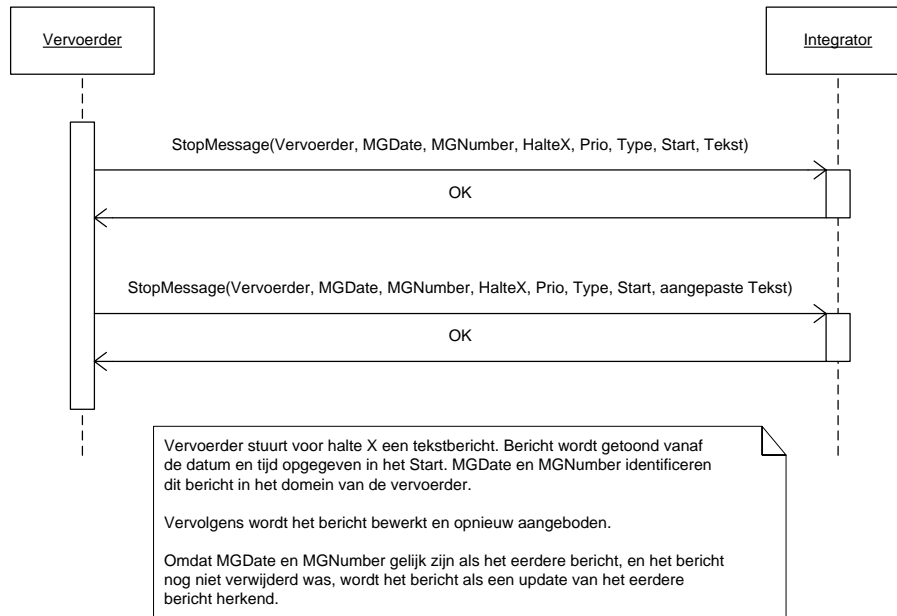 Vervoerder
Integrator
StopMessage(Vervoerder, MGDate, MGNumber, HalteX, Prio, Type, Start, Tekst)
OK
StopMessage(Vervoerder, MGDate, MGNumber, HalteX, Prio, Type, Start, aangepaste Tekst)
OK
Vervoerder stuurt voor halte X een tekstbericht. Bericht wordt getoond vanaf
de datum en tijd opgegeven in het Start. MGDate en MGNumber identificeren
dit bericht in het domein van de vervoerder.
Vervolgens wordt het bericht bewerkt en opnieuw aangeboden.
Omdat MGDate en MGNumber gelijk zijn als het eerdere bericht, en het bericht
nog niet verwijderd was, wordt het bericht als een update van het eerdere
bericht herkend.